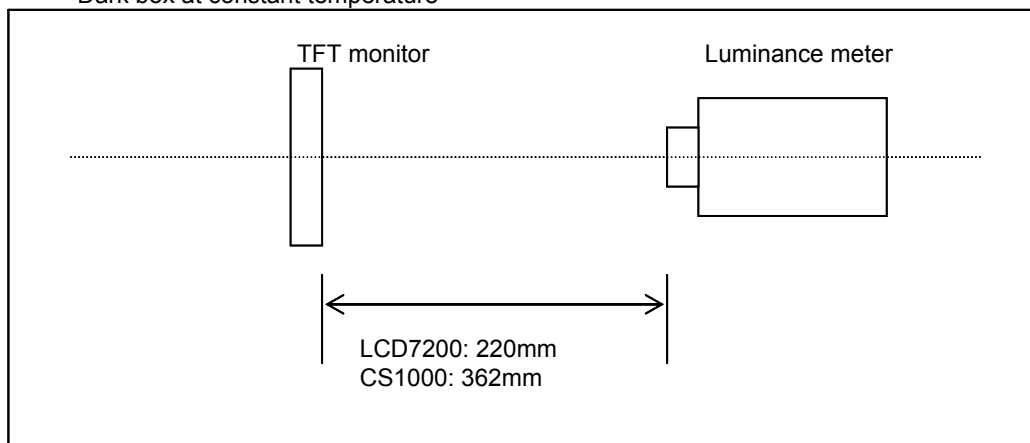 Dark box at constant temperature
TFT monitor
Luminance meter
LCD7200: 220mm
CS1000: 362mm